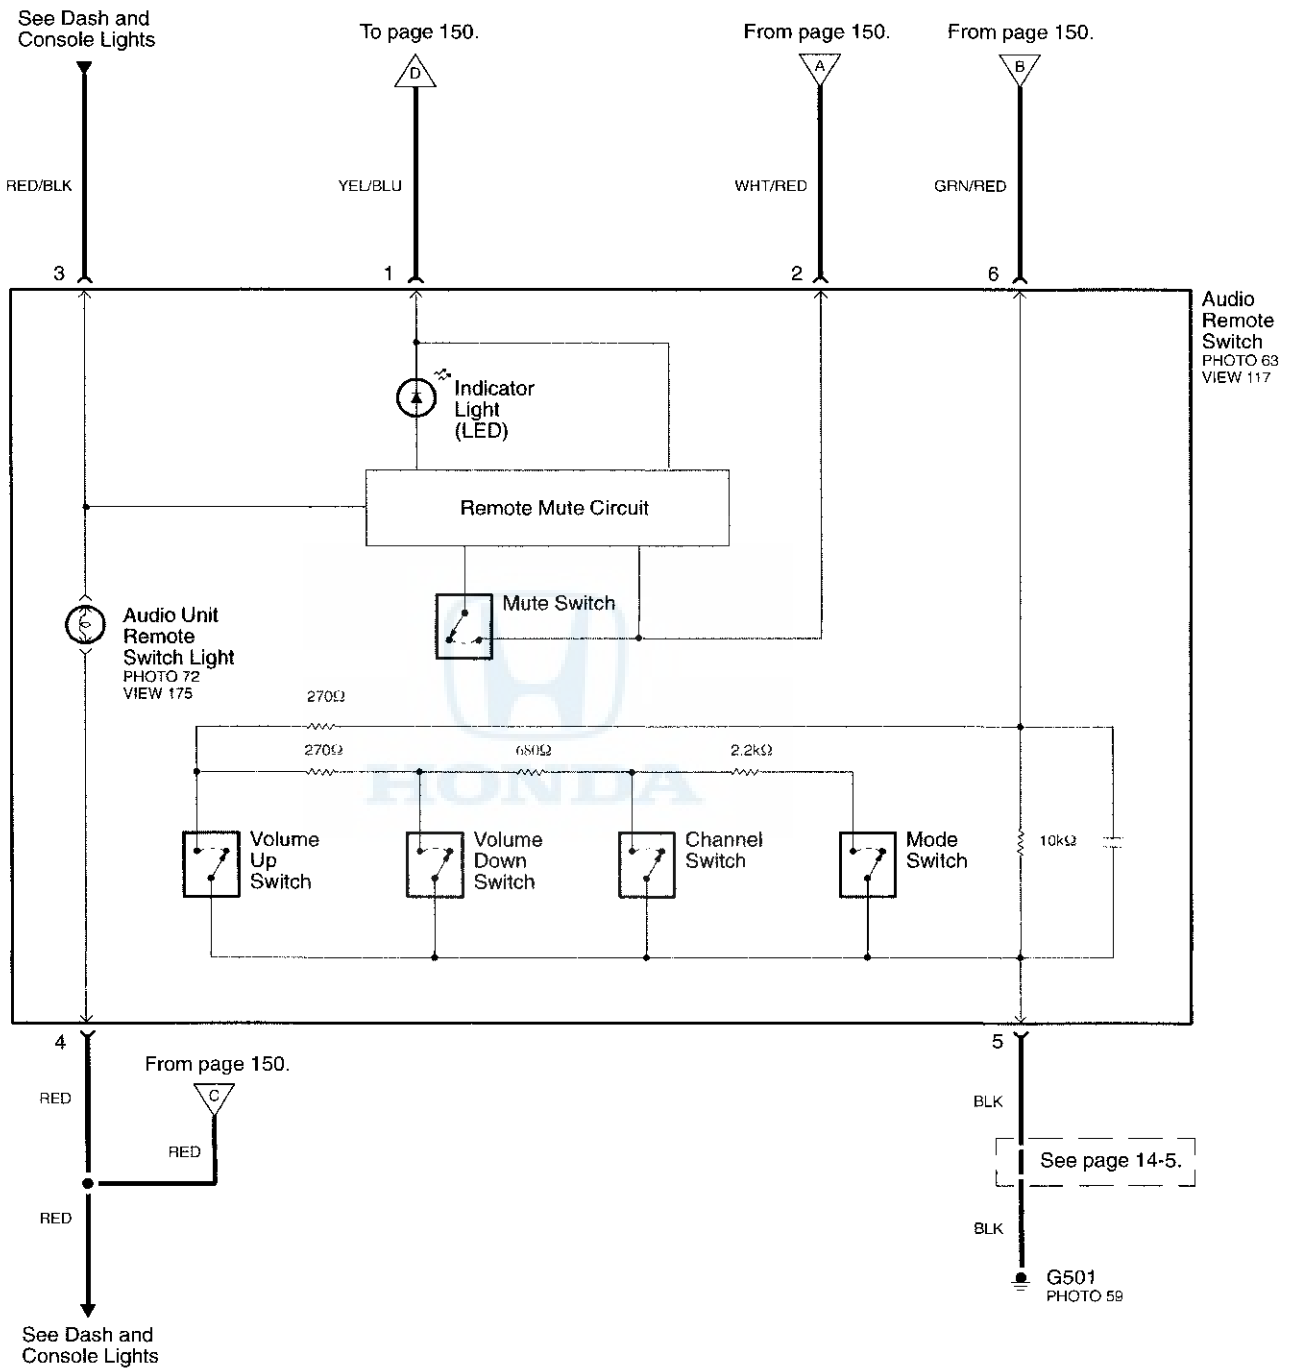 See Dash and
Console Lights
To page 150.
From page 150.
From page 150.
D
A
B
RED/BLK
YEL/BLU
WHT/RED
GRN/RED
3
1
2
6
Audio
Remote
Switch
PHOTO 63
VIEW 117
Indicator
Light
(LED)
Remote Mute Circuit
Mute Switch
Audio Unit
Remote
Switch Light
PHOTO 72
VIEW 175
270Ω
270Ω
680Ω
2.2kΩ
HONDA
Volume
Up
Switch
Volume
Down
Switch
Channel
Switch
Mode
Switch
10kΩ
4
5
From page 150.
C
RED
RED
RED
BLK
See page 14-5.
BLK
G501
PHOTO 59
See Dash and
Console Lights